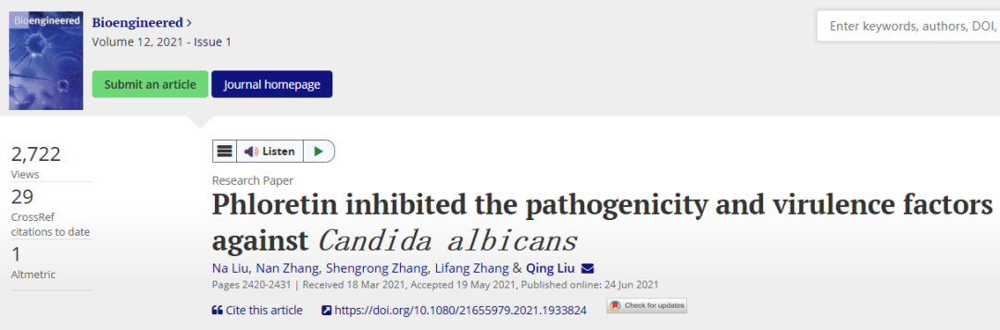 Bioengineered
Bioengineered >
Volume 12, 2021 - Issue 1
Enter keywords, authors, DOI,
Submit an article
Journal homepage
Listen
2,722
Views
29
CrossRef
citations to date
1
Altmetric
Research Paper
Phloretin inhibited the pathogenicity and virulence factors
against Candida albicans
Na Liu, Nan Zhang, Shengrong Zhang, Lifang Zhang & Qing Liu
Pages 2420-2431 | Received 18 Mar 2021, Accepted 19 May 2021, Published online: 24 Jun 2021
Cite this article
https://doi.org/10.1080/21655979.2021.1933824
Check for updates